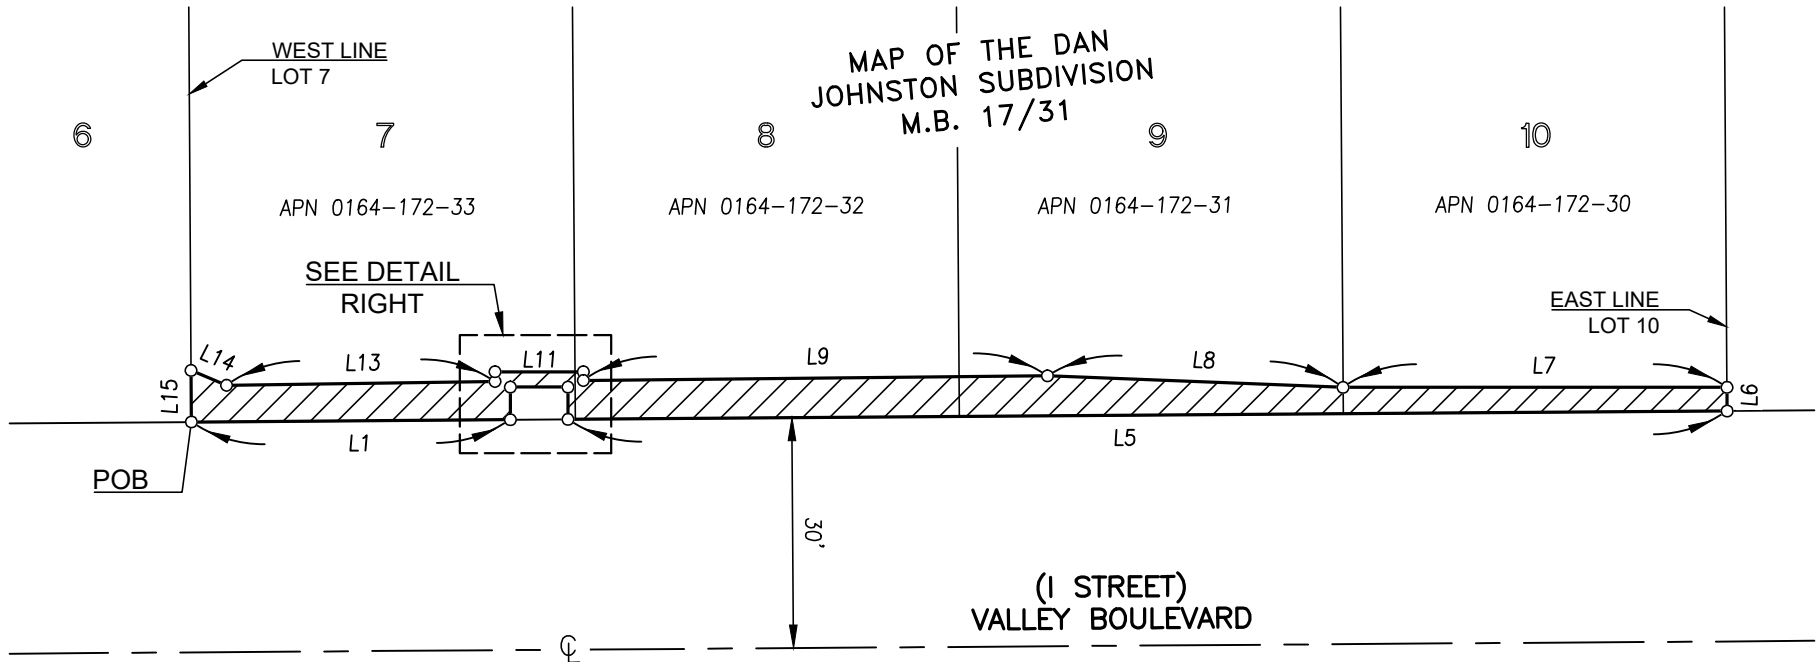 WEST LINE
LOT 7
MAP OF THE DAN
JOHNSTON SUBDIVISION
M.B. 17/31
6
7
8
9
10
APN 0164-172-33
APN 0164-172-32
APN 0164-172-31
APN 0164-172-30
SEE DETAIL
RIGHT
EAST LINE
LOT 10
L14
L13
L11
L9
L8
L7
L15
L6
L1
L5
POB
30'
(I STREET)
VALLEY BOULEVARD
℄